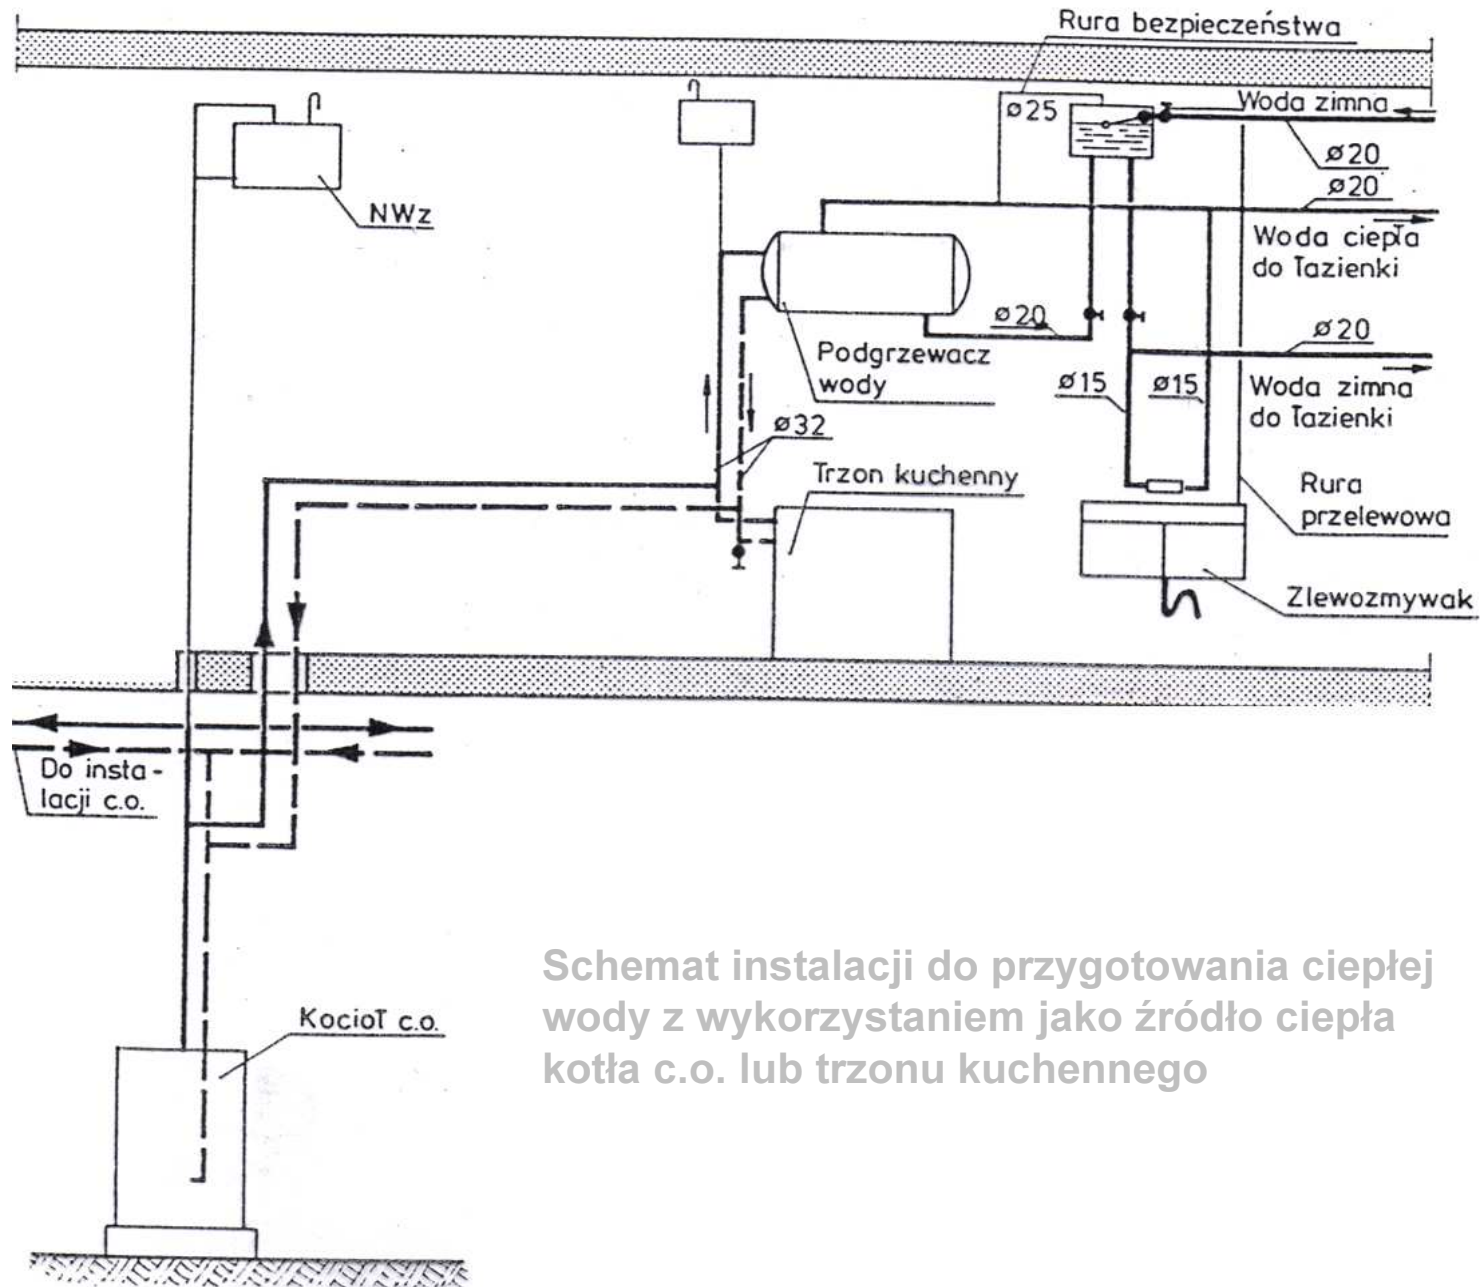 Rura bezpieczeństwa
Woda zimna
ø25
ø20
ø20
NWz
Woda ciepła
do łazienki
ø20
ø20
Podgrzewacz
wody
ø15
ø15
Woda zimna
do łazienki
ø32
Trzon kuchenny
Rura
przelewowa
Zlewozmywak
Do insta-
lacji c.o.
Kocioł c.o.
Schemat instalacji do przygotowania ciepłej
wody z wykorzystaniem jako źródło ciepła
kotła c.o. lub trzonu kuchennego